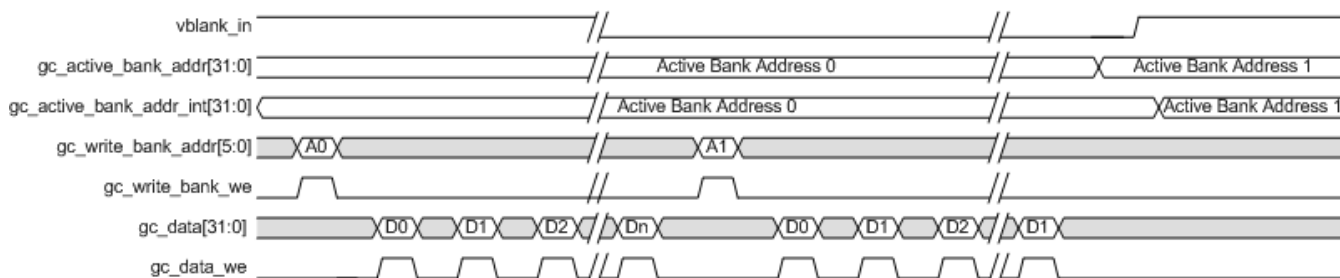 vblank_in
gc_active_bank_addr[31:0] Active Bank Address 0 Active Bank Address 1
gc_active_bank_addr_int[31:0] Active Bank Address 0 Active Bank Address 1
gc_write_bank_addr[5:0] A0 A1
gc_write_bank_we
gc_data[31:0] D0 D1 D2 Dn D0 D1 D2 D1
gc_data_we